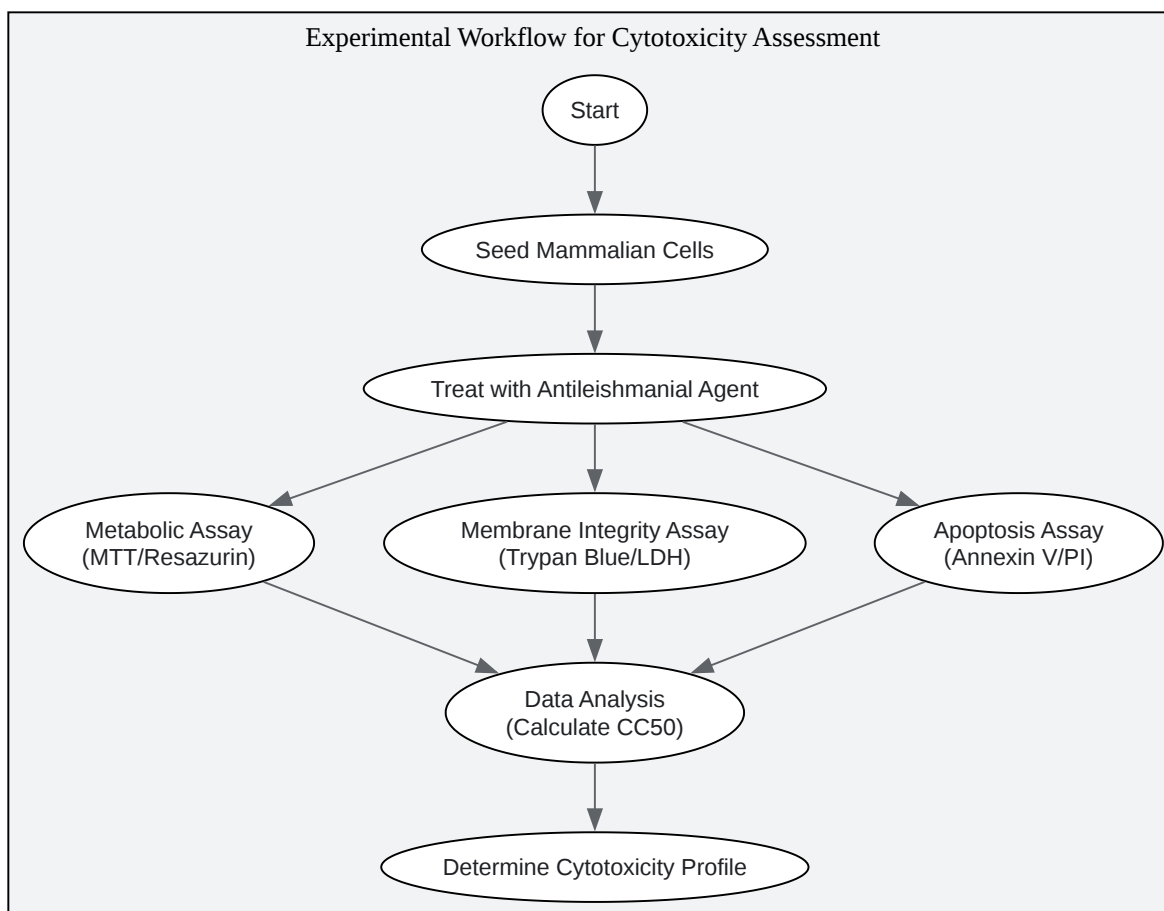 Experimental Workflow for Cytotoxicity Assessment
Start
Seed Mammalian Cells
Treat with Antileishmanial Agent
Metabolic Assay
(MTT/Resazurin)
Membrane Integrity Assay
(Trypan Blue/LDH)
Apoptosis Assay
(Annexin V/PI)
Data Analysis
(Calculate CC50)
Determine Cytotoxicity Profile